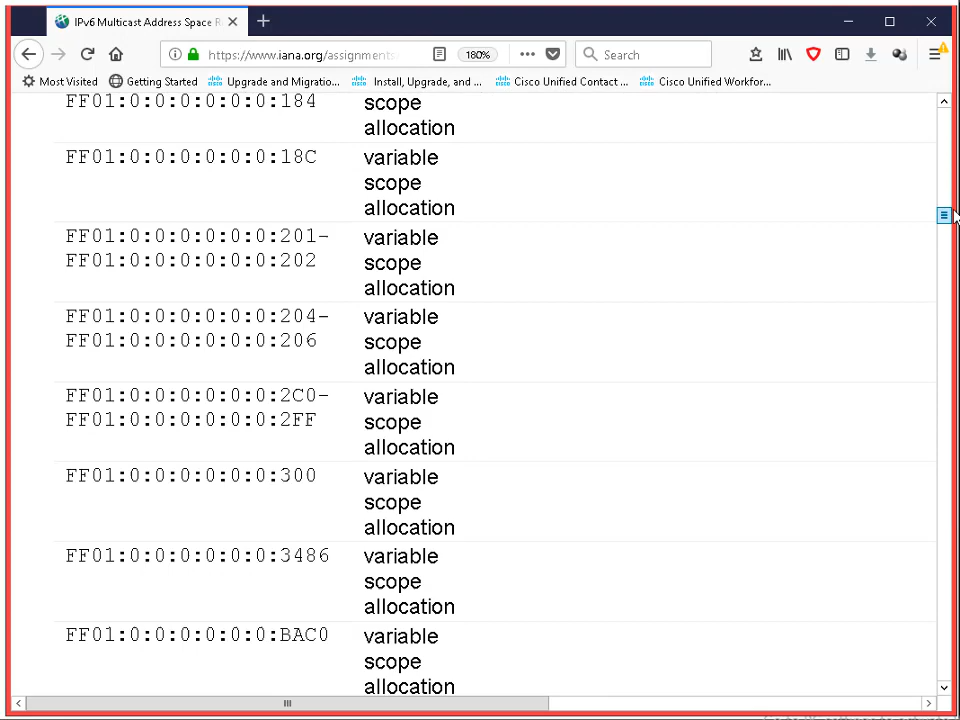 IPv6 Multicast Address Space R
https://www.iana.org/assignments-
180%
Search
Most Visited
Getting Started
Upgrade and Migratio...
Install, Upgrade, and ...
Cisco Unified Contact ...
Cisco Unified Workfor...
FF01:0:0:0:0:0:0:184
scope
allocation
FF01:0:0:0:0:0:0:18C
variable
scope
allocation
FF01:0:0:0:0:0:0:201-
FF01:0:0:0:0:0:0:202
variable
scope
allocation
FF01:0:0:0:0:0:0:204-
FF01:0:0:0:0:0:0:206
variable
scope
allocation
FF01:0:0:0:0:0:0:2C0-
FF01:0:0:0:0:0:0:2FF
variable
scope
allocation
FF01:0:0:0:0:0:0:300
variable
scope
allocation
FF01:0:0:0:0:0:0:3486
variable
scope
allocation
FF01:0:0:0:0:0:0:BAC0
variable
scope
allocation